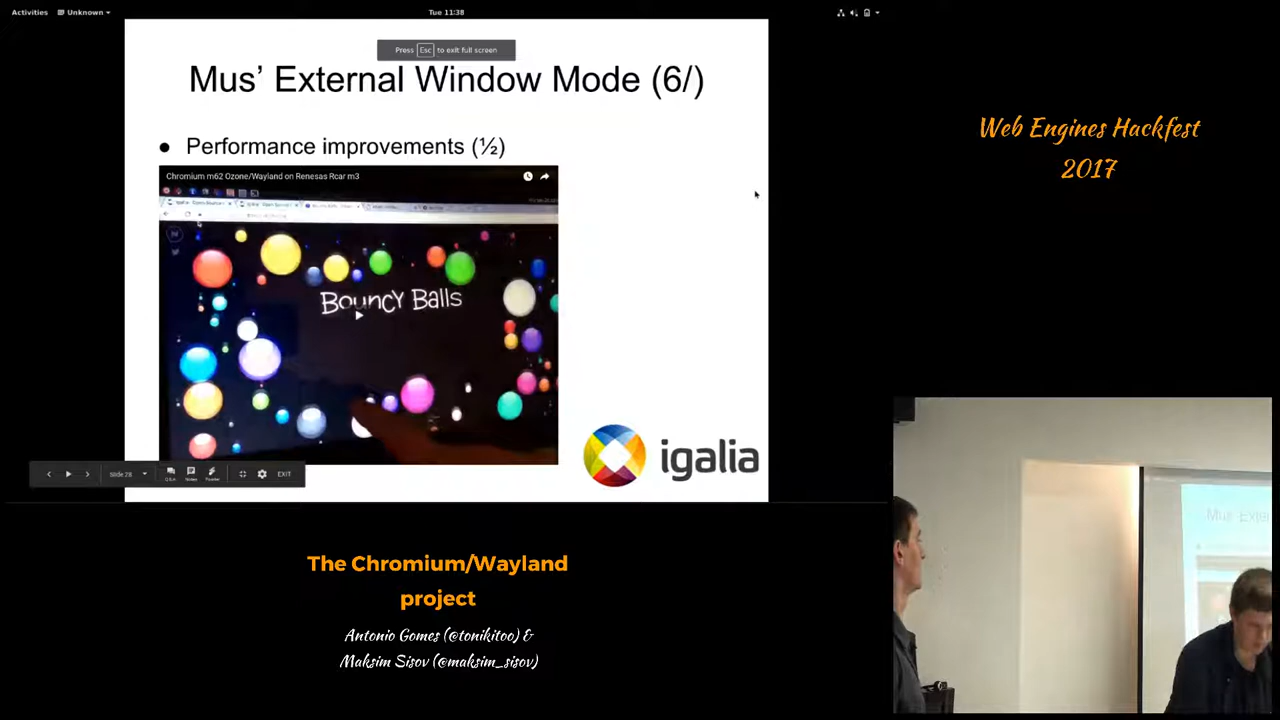 Activities Unknown
Tue 11:38
Press Esc to exit full screen
Mus’ External Window Mode (6/)
● Performance improvements (½)
Chromium m62 Ozone/Wayland on Renesas Rcar m3
Bouncy Balls
igalia
Slide 28
Q&A Notes Pointer EXIT
Web Engines Hackfest
2017
The Chromium/Wayland
project
Antonio Gomes (@tonikitoo) &
Maksim Sisov (@maksim_sisov)
Mus' Exter